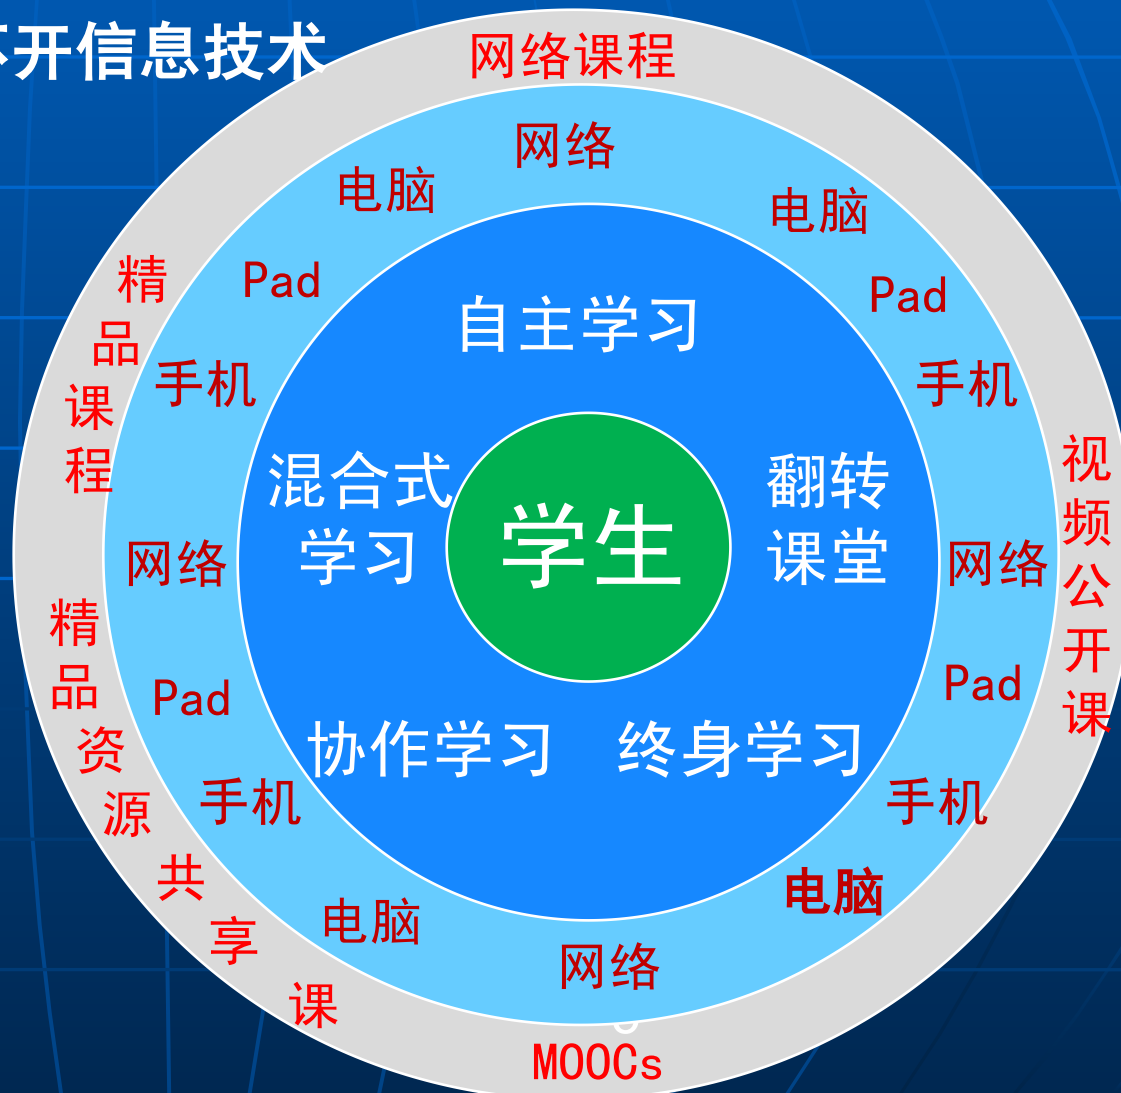 不开信息技术
网络课程
网络
电脑
电脑
Pad
Pad
手机
手机
精品课程
视频公开课
自主学习
混合式
学习
翻转
课堂
学生
网络
网络
精品资源共享课
Pad
Pad
协作学习
终身学习
手机
手机
电脑
电脑
网络
MOOCs